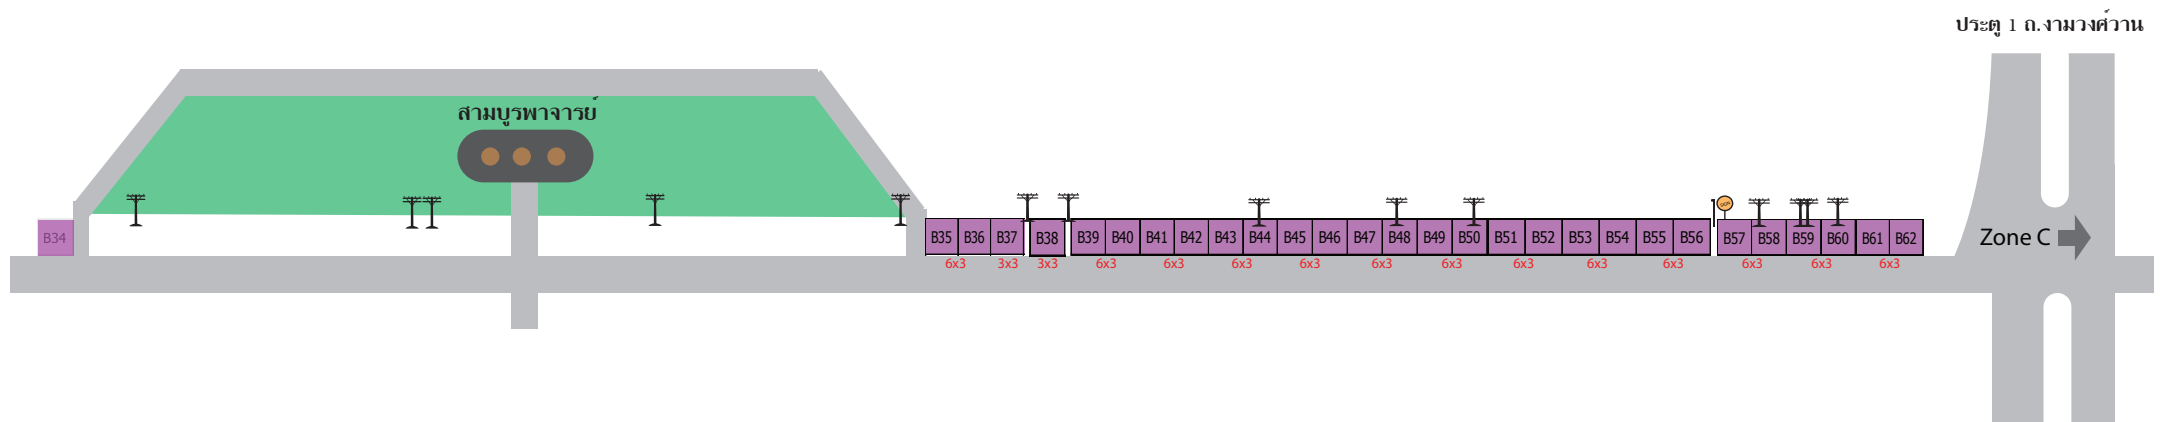 ประตู 1 ถ.งามวงศ์วาน
สามบูรพาจารย์
B34
B35 B36 B37 B38 B39 B40 B41 B42 B43 B44 B45 B46 B47 B48 B49 B50 B51 B52 B53 B54 B55 B56 B57 B58 B59 B60 B61 B62
Zone C
6x3 3x3 3x3 6x3 6x3 6x3 6x3 6x3 6x3 6x3 6x3 6x3 6x3 6x3 6x3